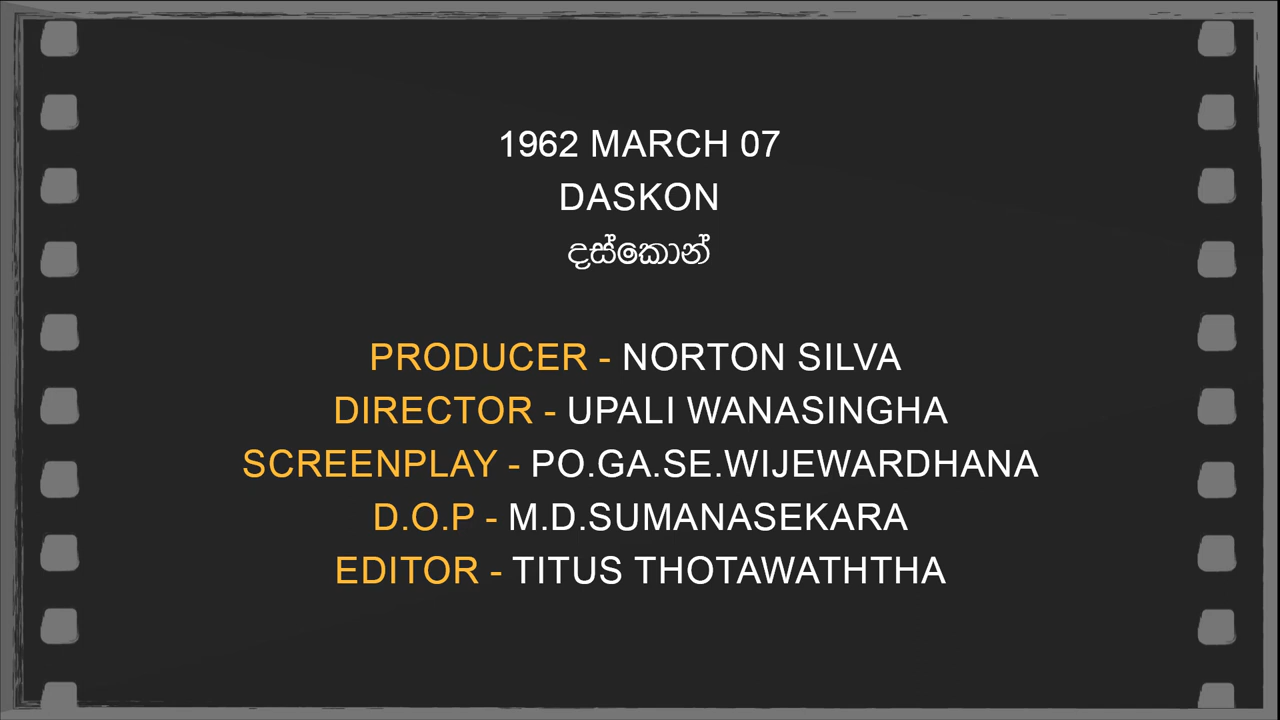 1962 MARCH 07
DASKON
දස්කොන්
PRODUCER - NORTON SILVA
DIRECTOR - UPALI WANASINGHA
SCREENPLAY - PO.GA.SE.WIJEWARDHANA
D.O.P - M.D.SUMANASEKARA
EDITOR - TITUS THOTAWATHTHA